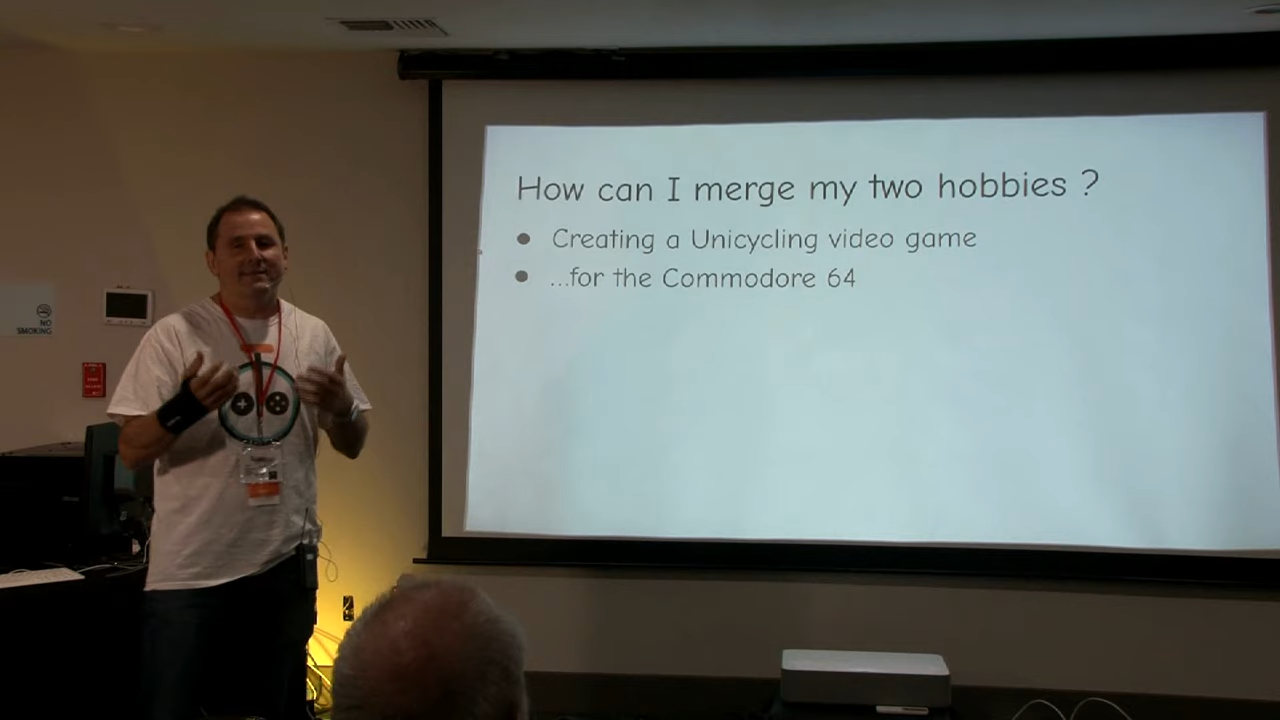 How can I merge my two hobbies ?
Creating a Unicycling video game
...for the Commodore 64
NO
SMOKING